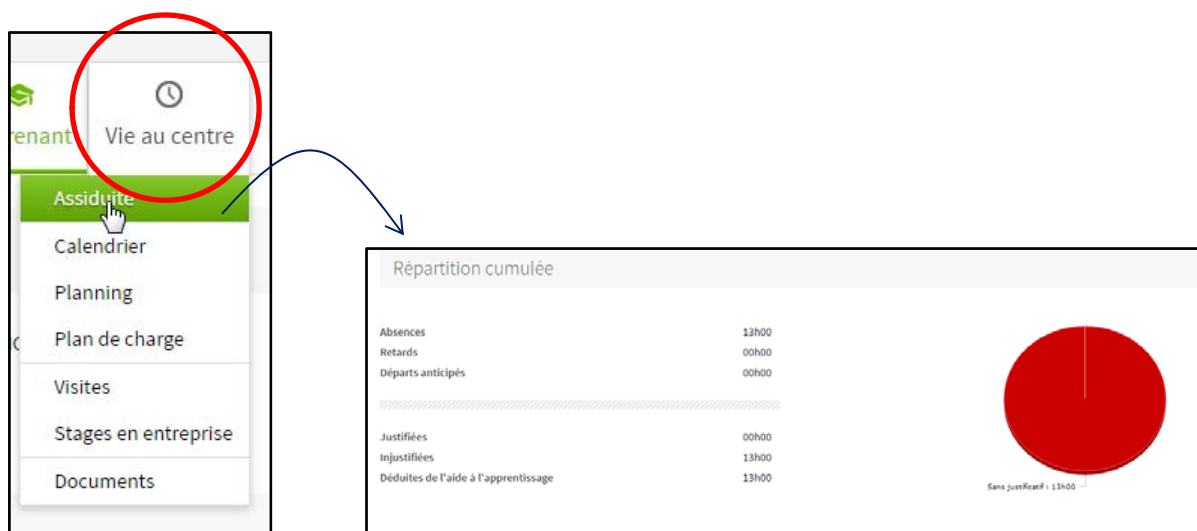 renant
Vie au centre
Assiduité
Calendrier
Planning
Plan de charge
Visites
Stages en entreprise
Documents
Répartition cumulée
Absences 13h00
Retards 00h00
Départs anticipés 00h00
Justifiées 00h00
Injustifiées 13h00
Déduites de l'aide à l'apprentissage 13h00
Sans justificatif : 13h00